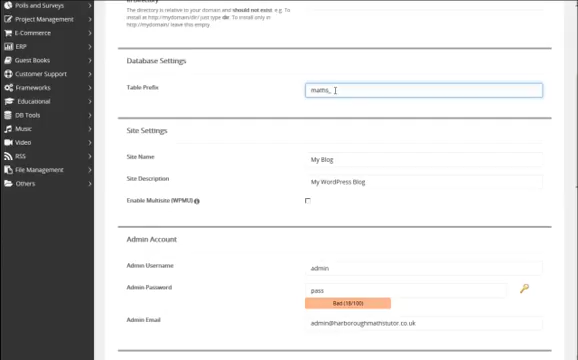 Polls and Surveys
Project Management
E-Commerce
ERP
Guest Books
Customer Support
Frameworks
Educational
DB Tools
Music
Video
RSS
File Management
Others
In Directory
The directory is relative to your domain and should not exist. e.g. To
install at http://mydomain/dir/ just type dir. To install only in
http://mydomain/ leave this empty.
Database Settings
Table Prefix
maths_
Site Settings
Site Name
My Blog
Site Description
My WordPress Blog
Enable Multisite (WPMU)
Admin Account
Admin Username
admin
Admin Password
pass
Bad (18/100)
Admin Email
admin@harboroughmathstutor.co.uk